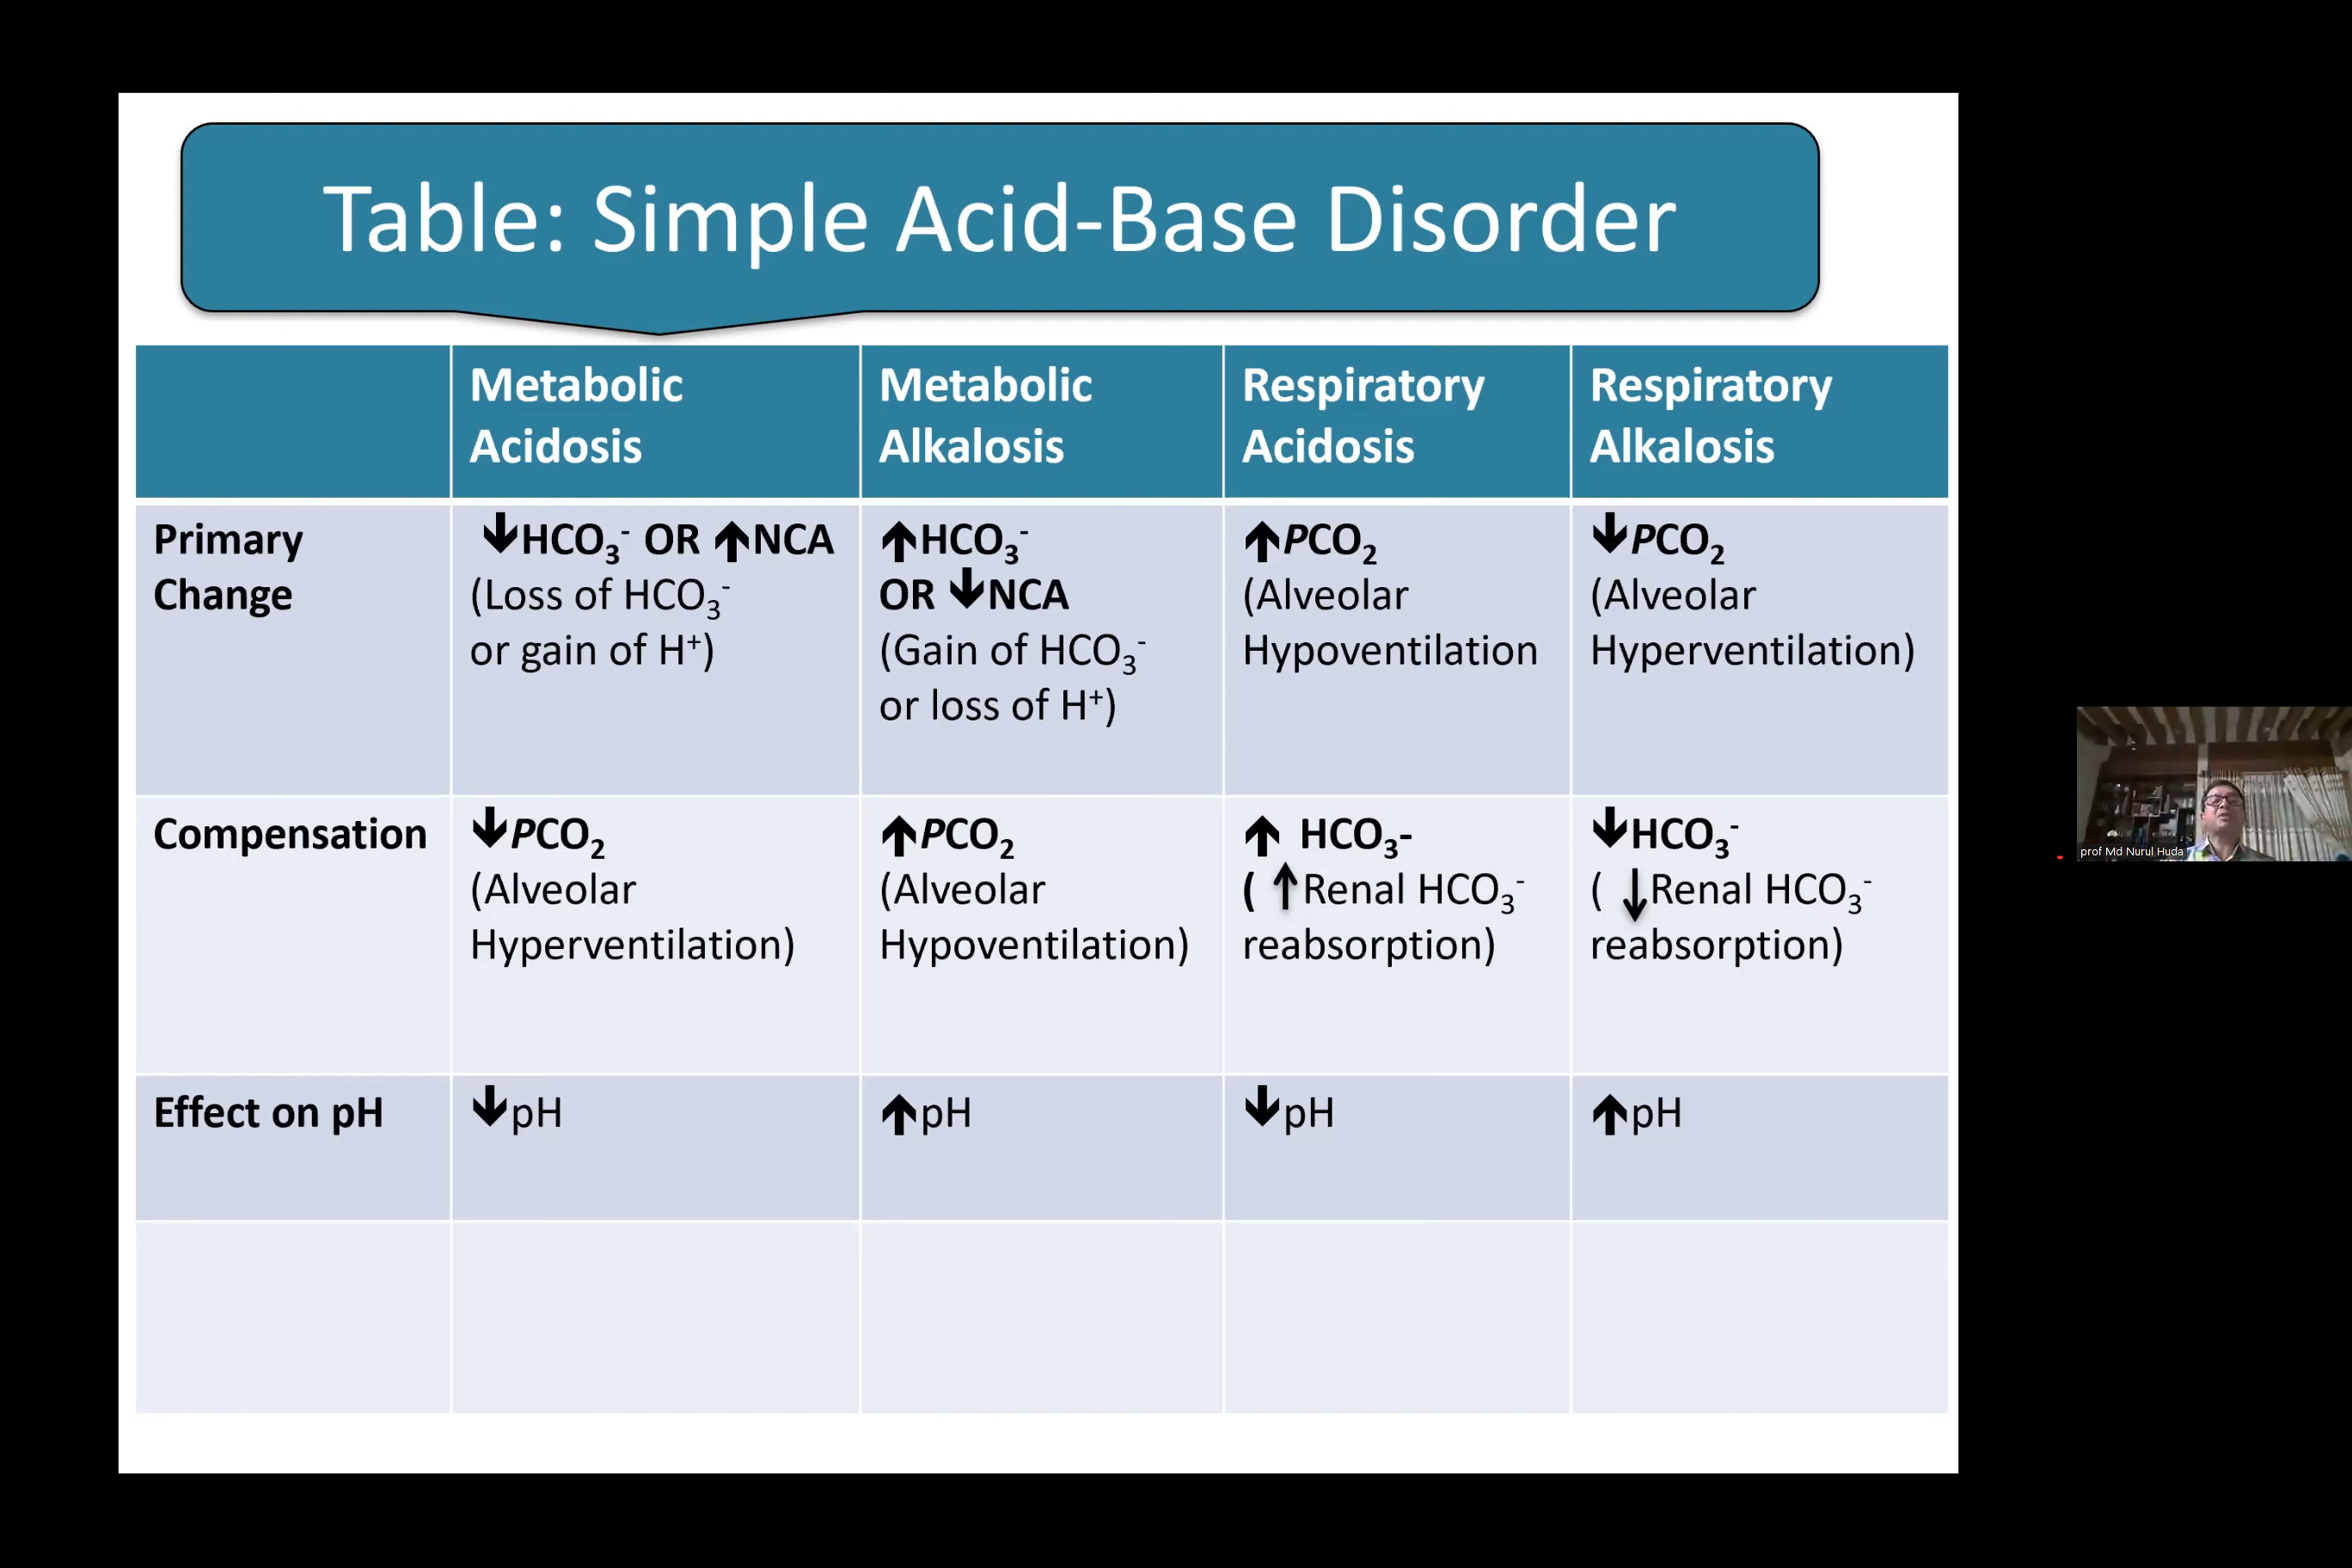 Table: Simple Acid-Base Disorder
Metabolic Acidosis
Metabolic Alkalosis
Respiratory Acidosis
Respiratory Alkalosis
Primary Change
↓HCO₃⁻ OR ↑NCA
(Loss of HCO₃⁻
or gain of H⁺)
↑HCO₃⁻
OR ↓NCA
(Gain of HCO₃⁻
or loss of H⁺)
↑PCO₂
(Alveolar
Hypoventilation
↓PCO₂
(Alveolar
Hyperventilation)
Compensation
↓PCO₂
(Alveolar
Hyperventilation)
↑PCO₂
(Alveolar
Hypoventilation)
↑ HCO₃-
( ↑Renal HCO₃⁻
reabsorption)
↓HCO₃⁻
( ↓Renal HCO₃⁻
reabsorption)
Effect on pH
↓pH
↑pH
↓pH
↑pH
prof Md Nurul Huda